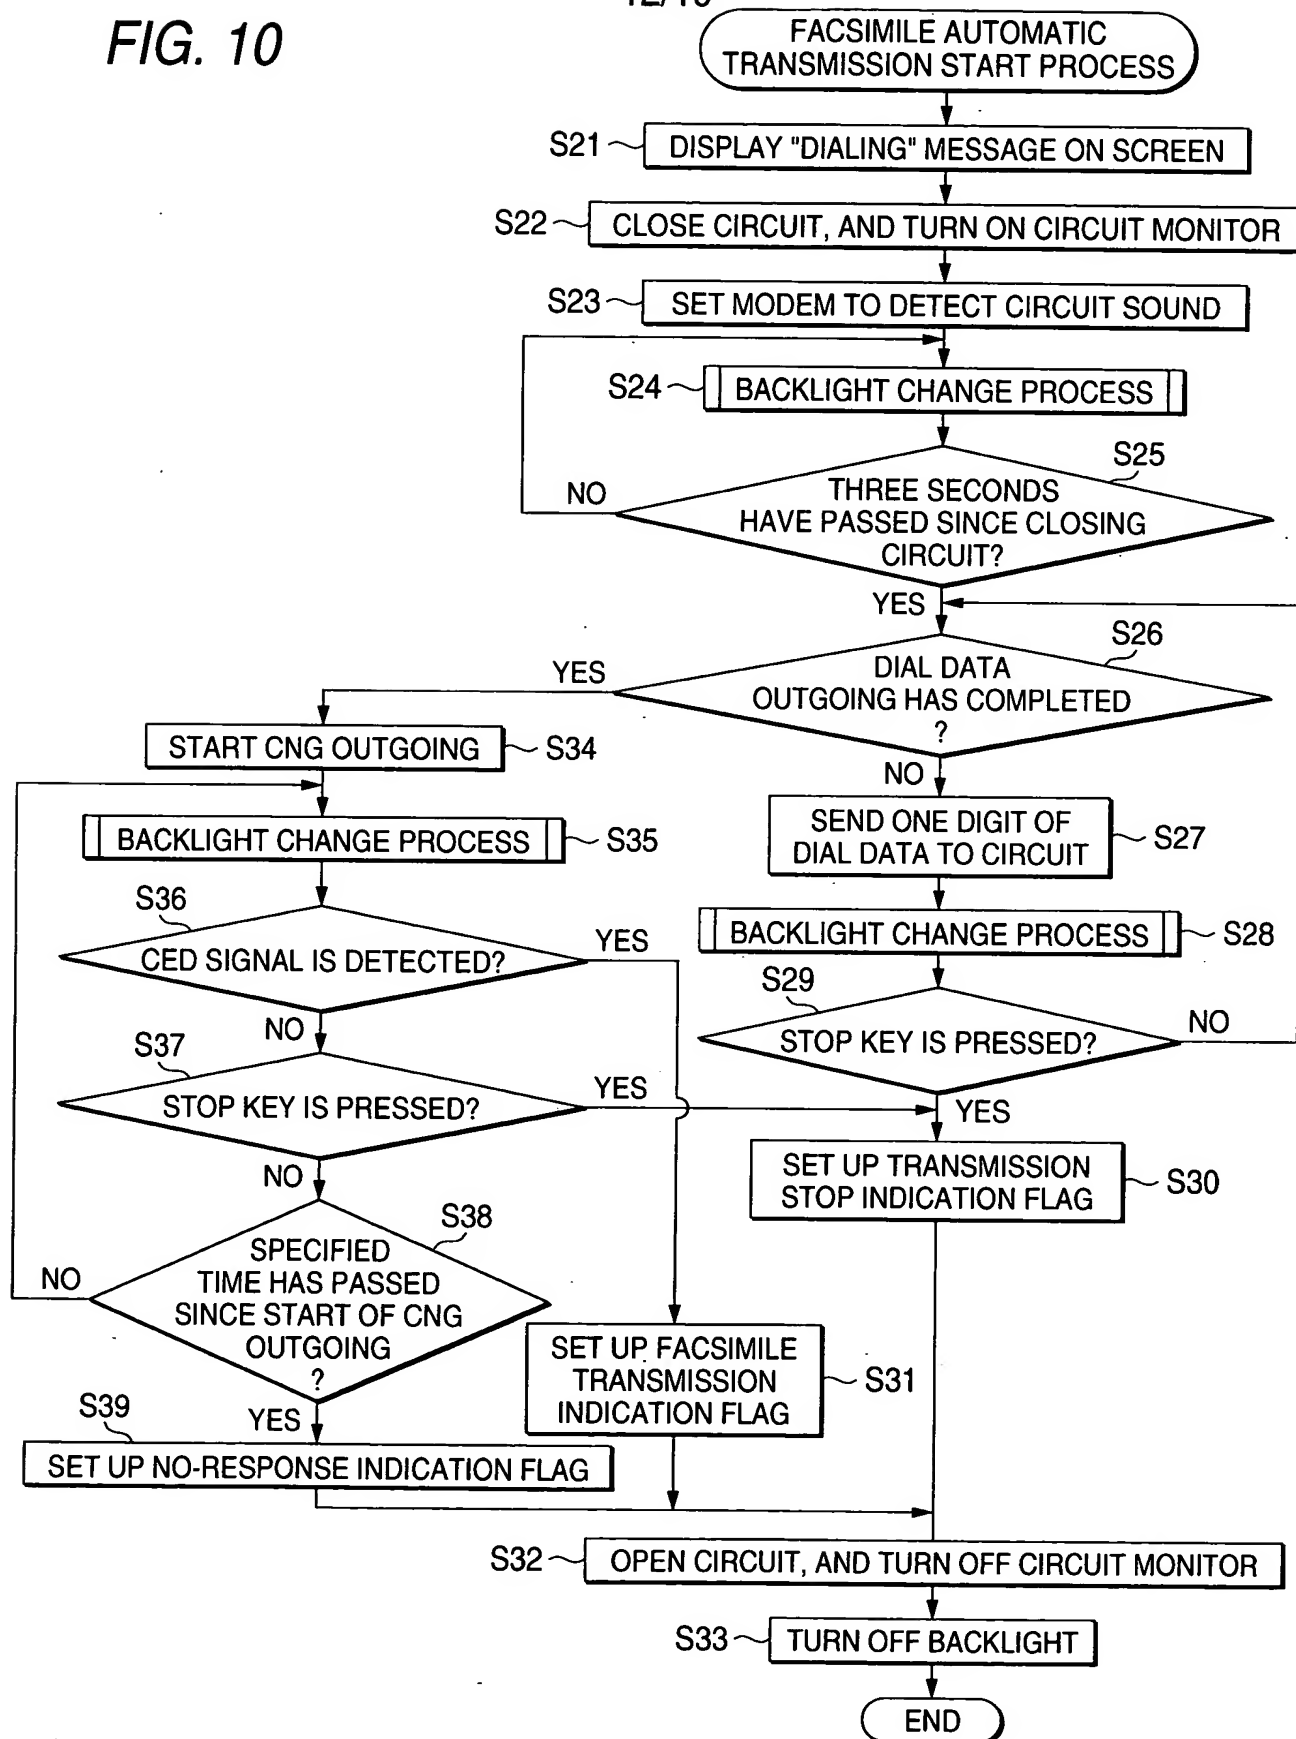 FIG. 10
FACSIMILE AUTOMATIC
TRANSMISSION START PROCESS
S21
DISPLAY "DIALING" MESSAGE ON SCREEN
S22
CLOSE CIRCUIT, AND TURN ON CIRCUIT MONITOR
S23
SET MODEM TO DETECT CIRCUIT SOUND
S24
BACKLIGHT CHANGE PROCESS
S25
THREE SECONDS
HAVE PASSED SINCE CLOSING
CIRCUIT?
NO
YES
S26
DIAL DATA
OUTGOING HAS COMPLETED
?
YES
NO
START CNG OUTGOING
S34
SEND ONE DIGIT OF
DIAL DATA TO CIRCUIT
S27
BACKLIGHT CHANGE PROCESS
S35
BACKLIGHT CHANGE PROCESS
S28
S36
CED SIGNAL IS DETECTED?
YES
NO
S29
STOP KEY IS PRESSED?
NO
YES
S37
STOP KEY IS PRESSED?
YES
NO
SET UP TRANSMISSION
STOP INDICATION FLAG
S30
S38
SPECIFIED
TIME HAS PASSED
SINCE START OF CNG
OUTGOING
?
NO
YES
SET UP FACSIMILE
TRANSMISSION
INDICATION FLAG
S31
S39
SET UP NO-RESPONSE INDICATION FLAG
S32
OPEN CIRCUIT, AND TURN OFF CIRCUIT MONITOR
S33
TURN OFF BACKLIGHT
END